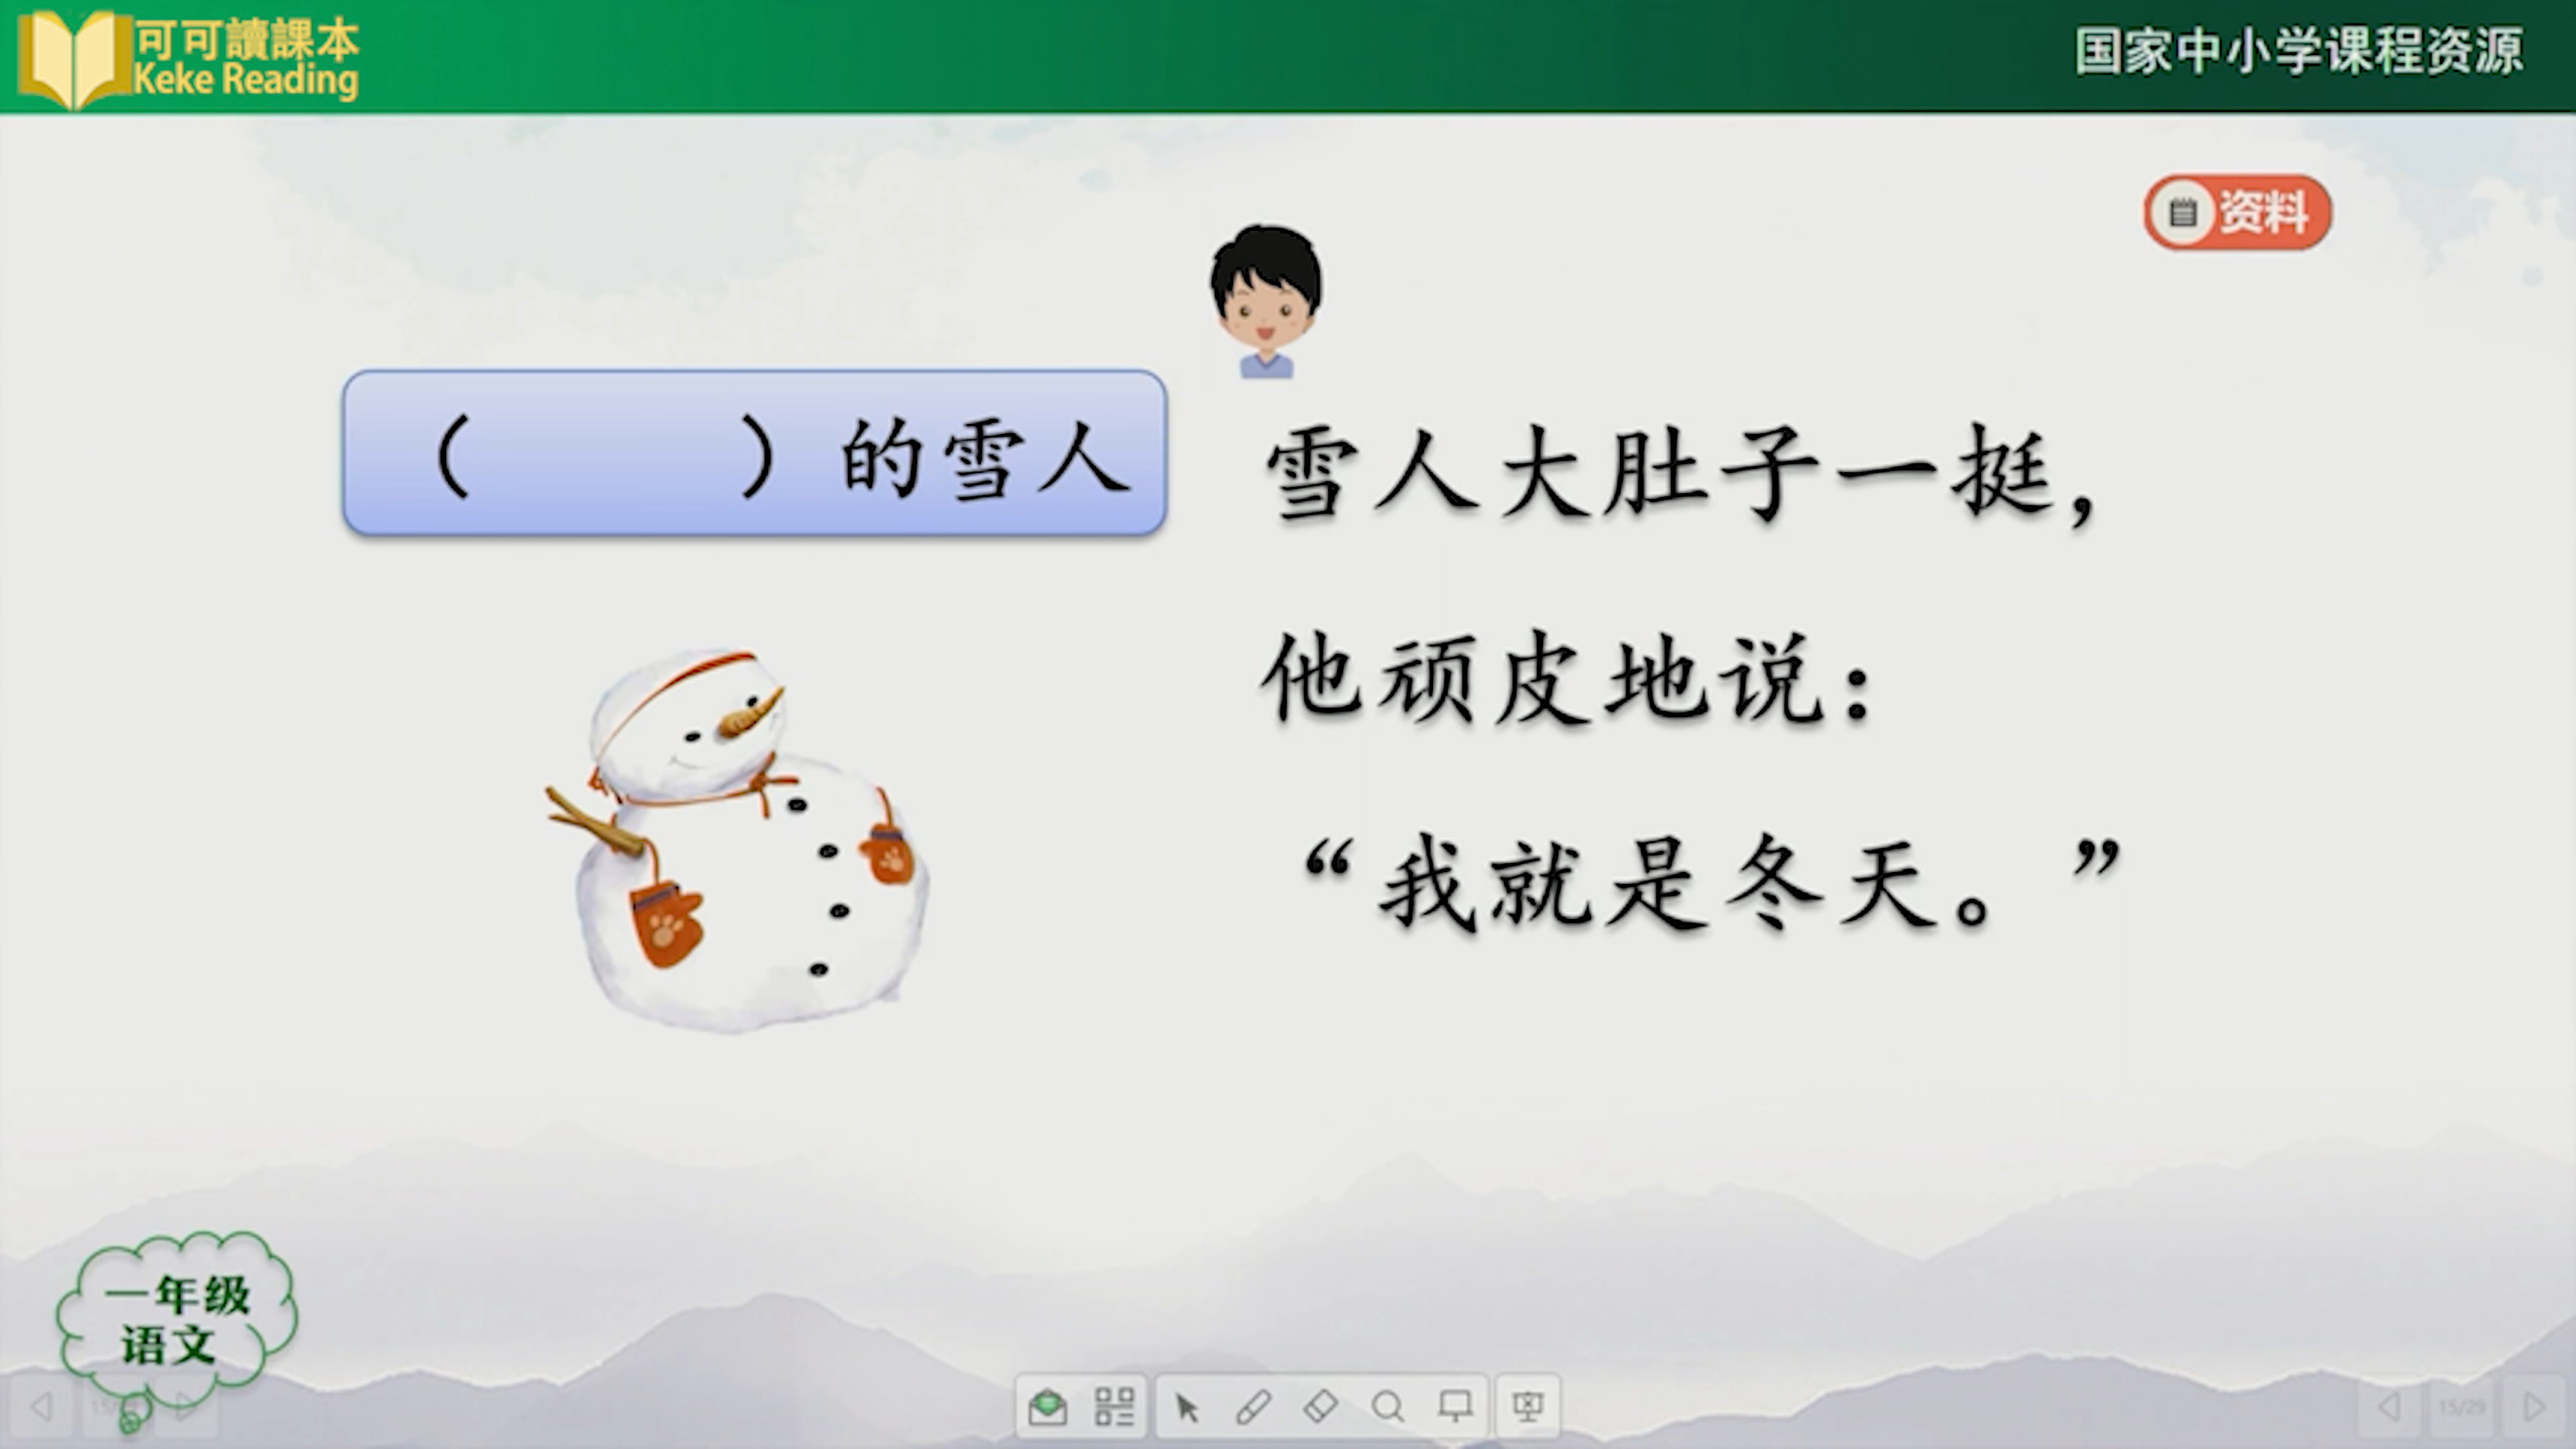 可可讀課本
Keke Reading
国家中小学课程资源
资料
（ ）的雪人
雪人大肚子一挺，
他顽皮地说：
“我就是冬天。”
一年级
语文
15/29